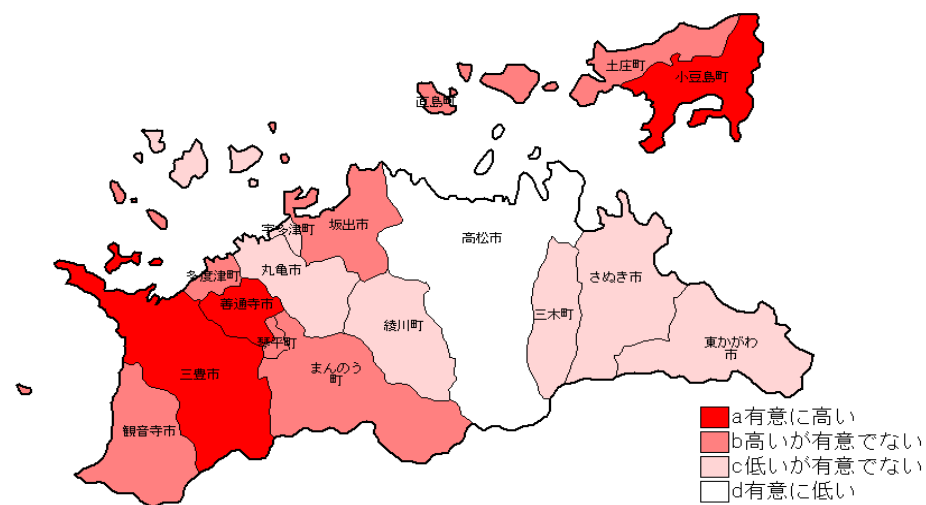 土庄町
小豆島町
直島町
宇多津町
坂出市
高松市
多度津町
丸亀市
さぬき市
善通寺市
三木町
綾川町
琴平町
東かがわ
市
まんのう
町
三豊市
観音寺市
a有意に高い
b高いが有意でない
c低いが有意でない
d有意に低い